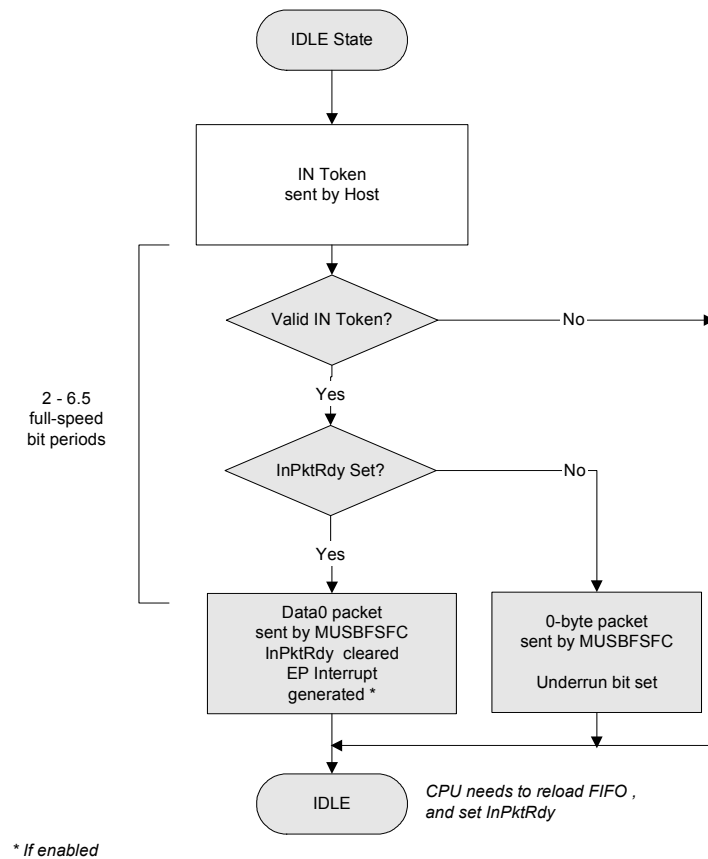 IDLE State
IN Token
sent by Host
Valid IN Token?
No
Yes
2 - 6.5
full-speed
bit periods
InPktRdy Set?
No
Yes
Data0 packet
sent by MUSBFSFC
InPktRdy cleared
EP Interrupt
generated *
0-byte packet
sent by MUSBFSFC
Underrun bit set
IDLE
CPU needs to reload FIFO ,
and set InPktRdy
* If enabled